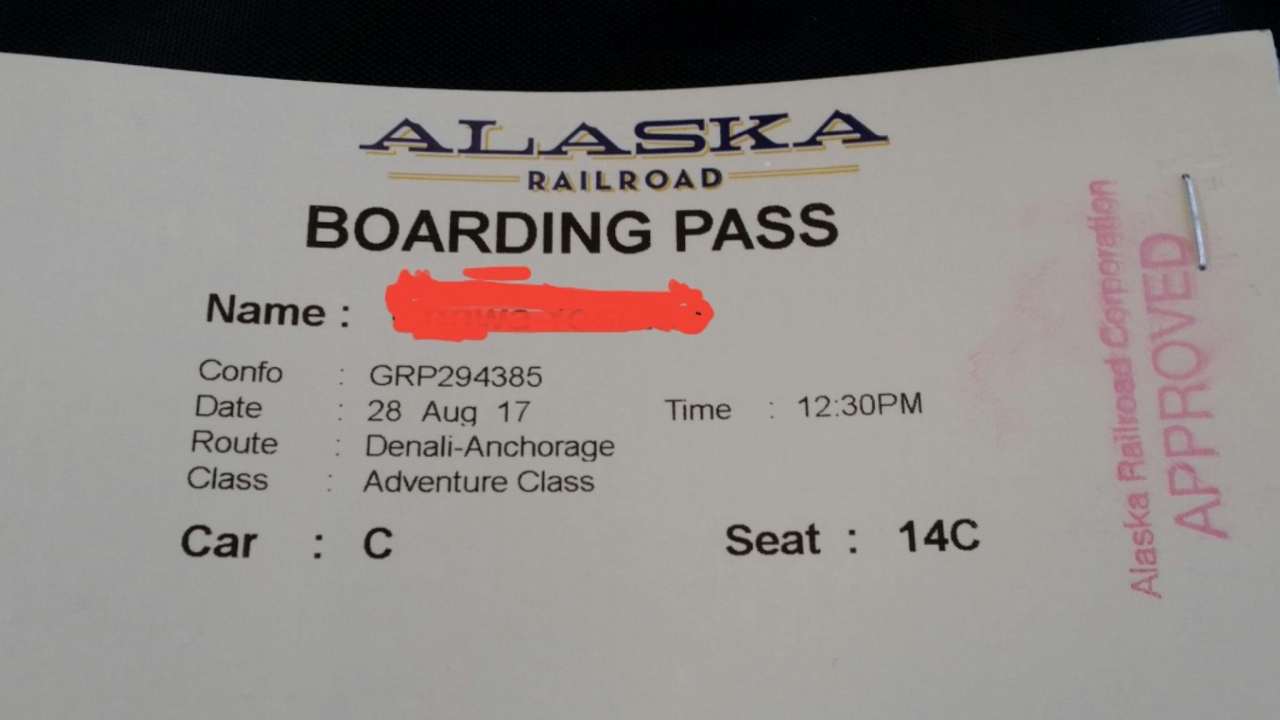 ALASKA
RAILROAD
BOARDING PASS
Name :
Confo : GRP294385
Date : 28 Aug 17 Time : 12:30PM
Route : Denali-Anchorage
Class : Adventure Class
Car : C Seat : 14C
Alaska Railroad Corporation
APPROVED